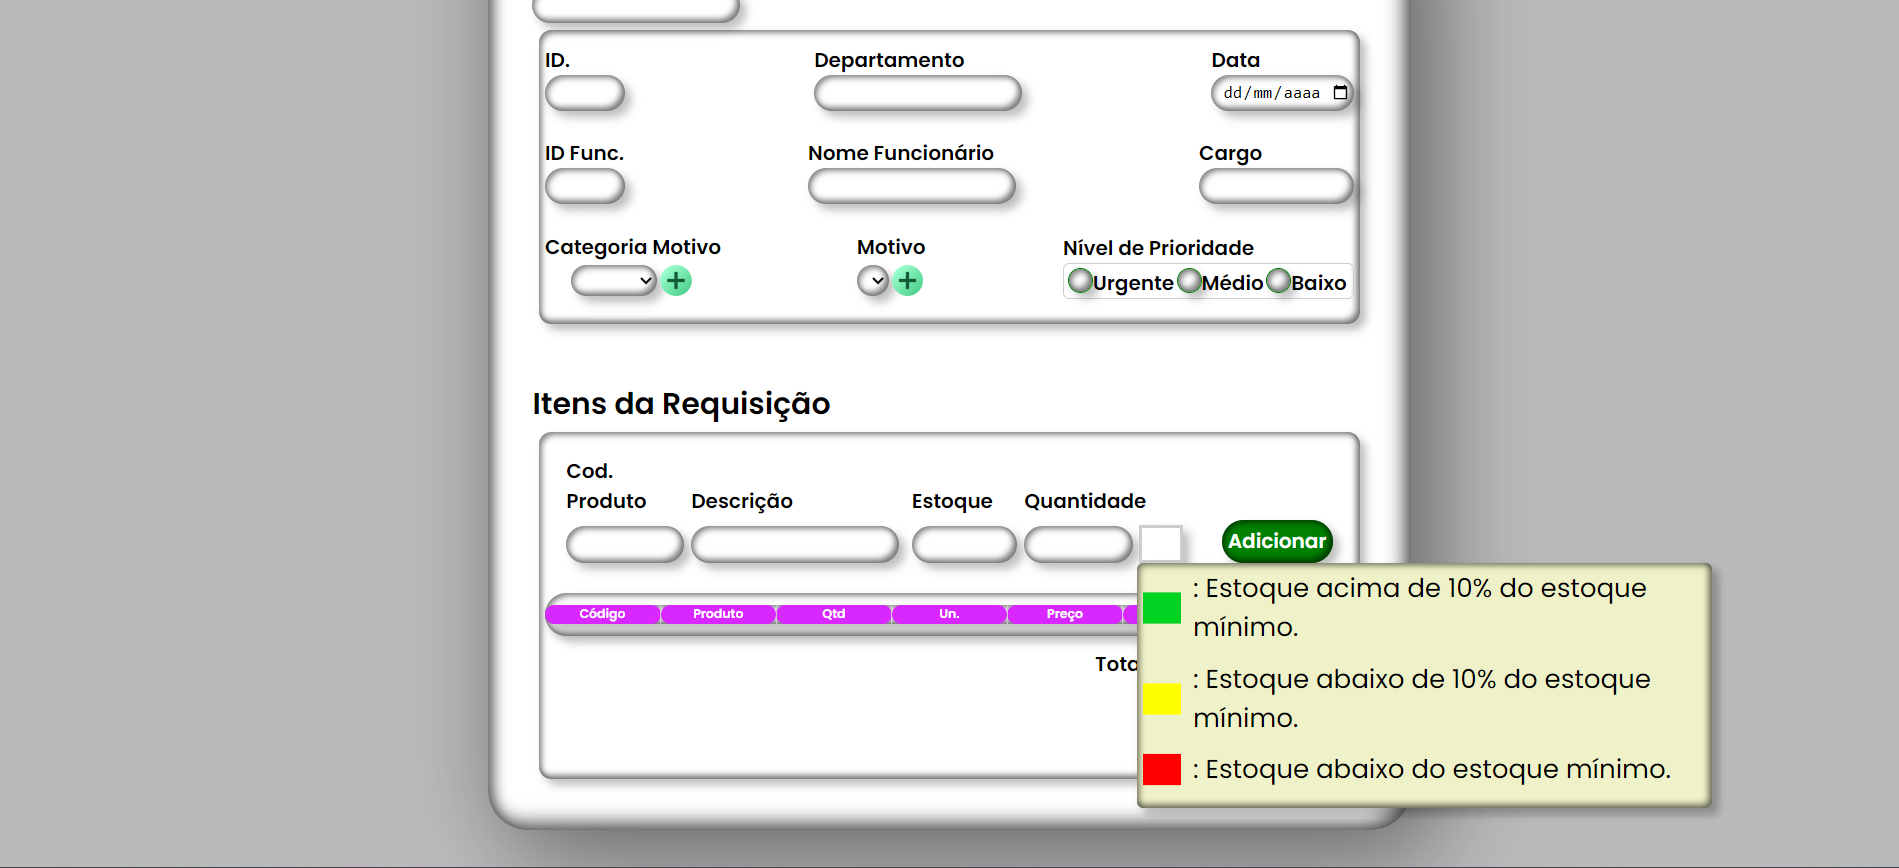 ID. Departamento Data
dd/mm/aaaa
ID Func. Nome Funcionário Cargo
Categoria Motivo Motivo Nível de Prioridade
Urgente Médio Baixo
Itens da Requisição
Cod.
Produto Descrição Estoque Quantidade
Adicionar
Código Produto Qtd Un. Preço
: Estoque acima de 10% do estoque
mínimo.
: Estoque abaixo de 10% do estoque
mínimo.
: Estoque abaixo do estoque mínimo.